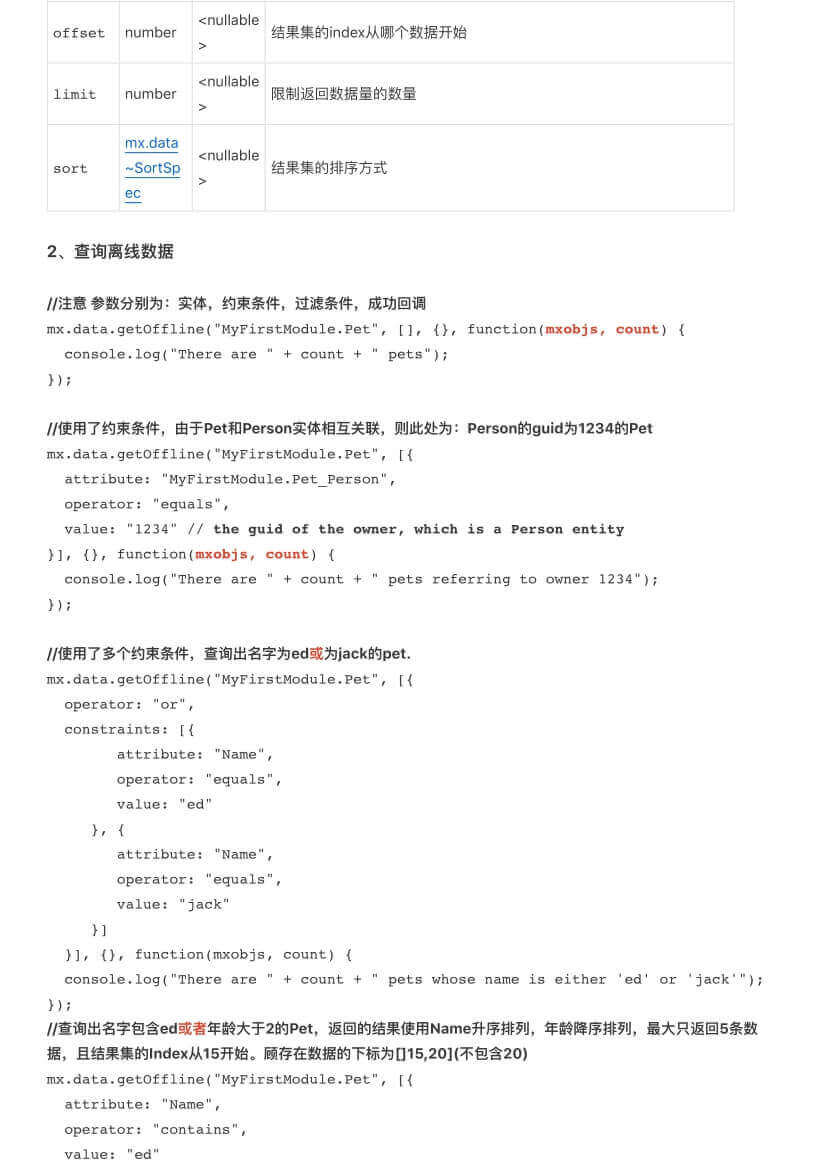 offset number <nullable> 结果集的index从哪个数据开始
limit number <nullable> 限制返回数据量的数量
sort mx.data~SortSpec <nullable> 结果集的排序方式
2、查询离线数据
//注意 参数分别为：实体，约束条件，过滤条件，成功回调
mx.data.getOffline("MyFirstModule.Pet", [], {}, function(mxobjs, count) {
  console.log("There are " + count + " pets");
});
//使用了约束条件，由于Pet和Person实体相互关联，则此处为：Person的guid为1234的Pet
mx.data.getOffline("MyFirstModule.Pet", [{
  attribute: "MyFirstModule.Pet_Person",
  operator: "equals",
  value: "1234" // the guid of the owner, which is a Person entity
}], {}, function(mxobjs, count) {
  console.log("There are " + count + " pets referring to owner 1234");
});
//使用了多个约束条件，查询出名字为ed或为jack的pet.
mx.data.getOffline("MyFirstModule.Pet", [{
  operator: "or",
  constraints: [{
        attribute: "Name",
        operator: "equals",
        value: "ed"
     }, {
        attribute: "Name",
        operator: "equals",
        value: "jack"
     }]
  }], {}, function(mxobjs, count) {
  console.log("There are " + count + " pets whose name is either 'ed' or 'jack'");
});
//查询出名字包含ed或者年龄大于2的Pet，返回的结果使用Name升序排列，年龄降序排列，最大只返回5条数
据，且结果集的Index从15开始。顾存在数据的下标为[]15,20](不包含20)
mx.data.getOffline("MyFirstModule.Pet", [{
  attribute: "Name",
  operator: "contains",
  value: "ed"